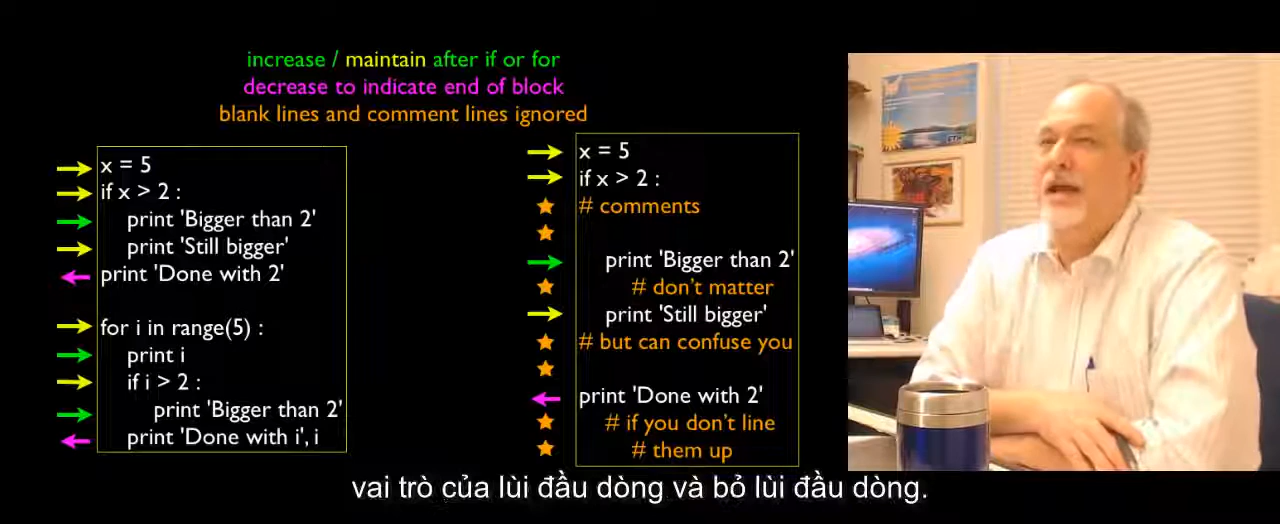 increase / maintain after if or for
decrease to indicate end of block
blank lines and comment lines ignored
x = 5
if x > 2 :
print 'Bigger than 2'
print 'Still bigger'
print 'Done with 2'
for i in range(5) :
print i
if i > 2 :
print 'Bigger than 2'
print 'Done with i', i
x = 5
if x > 2 :
# comments
print 'Bigger than 2'
# don't matter
print 'Still bigger'
# but can confuse you
print 'Done with 2'
# if you don't line
# them up
vai trò của lùi đầu dòng và bỏ lùi đầu dòng.